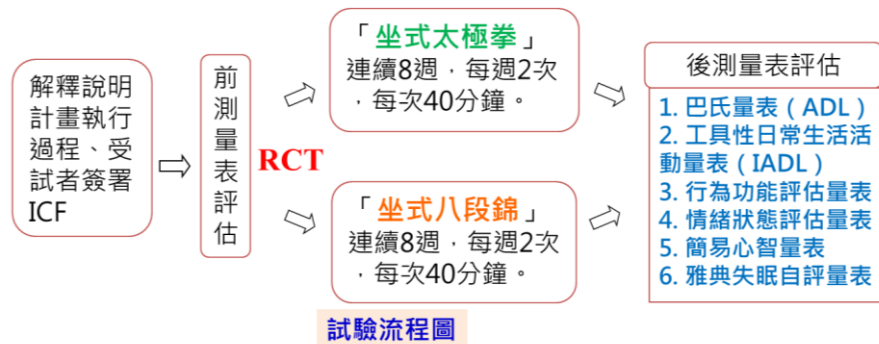 解釋說明
計畫執行
過程、受
試者簽署
ICF
前
測
量
表
評
估
RCT
「坐式太極拳」
連續8週，每週2次
，每次40分鐘。
「坐式八段錦」
連續8週，每週2次
，每次40分鐘。
後測量表評估
1. 巴氏量表（ADL）
2. 工具性日常生活活
動量表（IADL）
3. 行為功能評估量表
4. 情緒狀態評估量表
5. 簡易心智量表
6. 雅典失眠自評量表
試驗流程圖